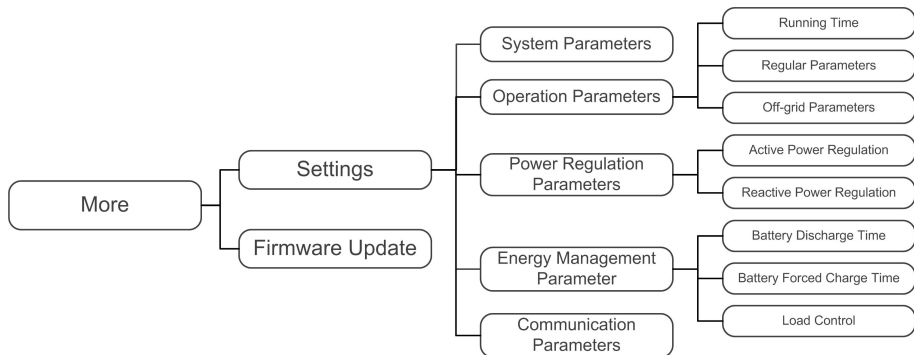 More
Settings
Firmware Update
System Parameters
Operation Parameters
Power Regulation
Parameters
Energy Management
Parameter
Communication
Parameters
Running Time
Regular Parameters
Off-grid Parameters
Active Power Regulation
Reactive Power Regulation
Battery Discharge Time
Battery Forced Charge Time
Load Control